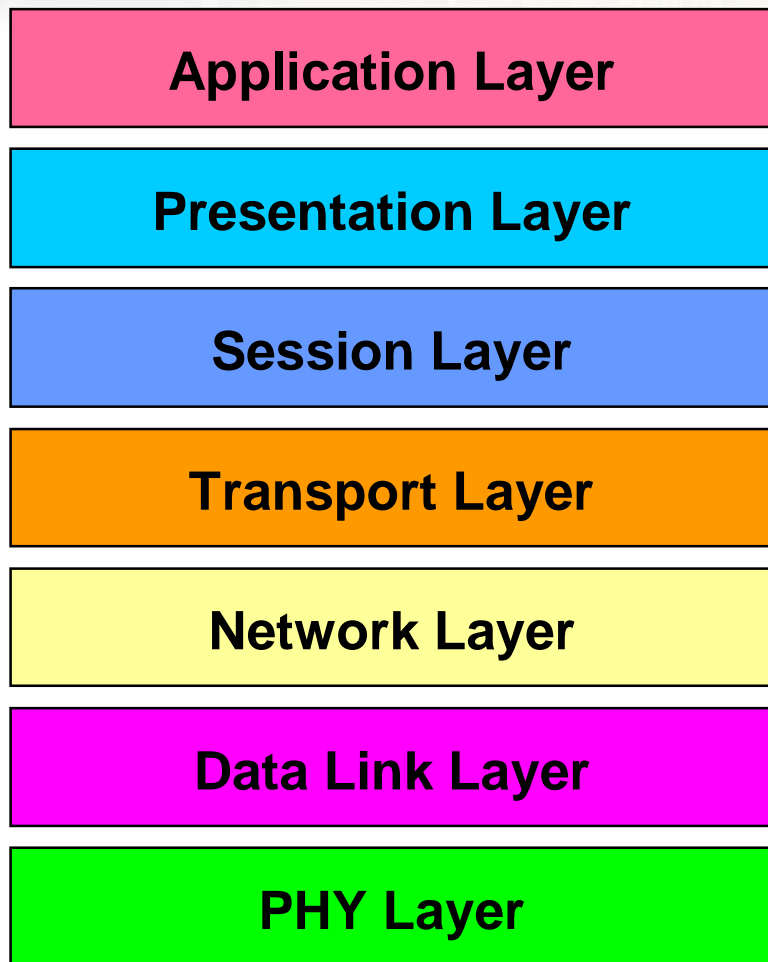 Application Layer
Presentation Layer
Session Layer
Transport Layer
Network Layer
Data Link Layer
PHY Layer